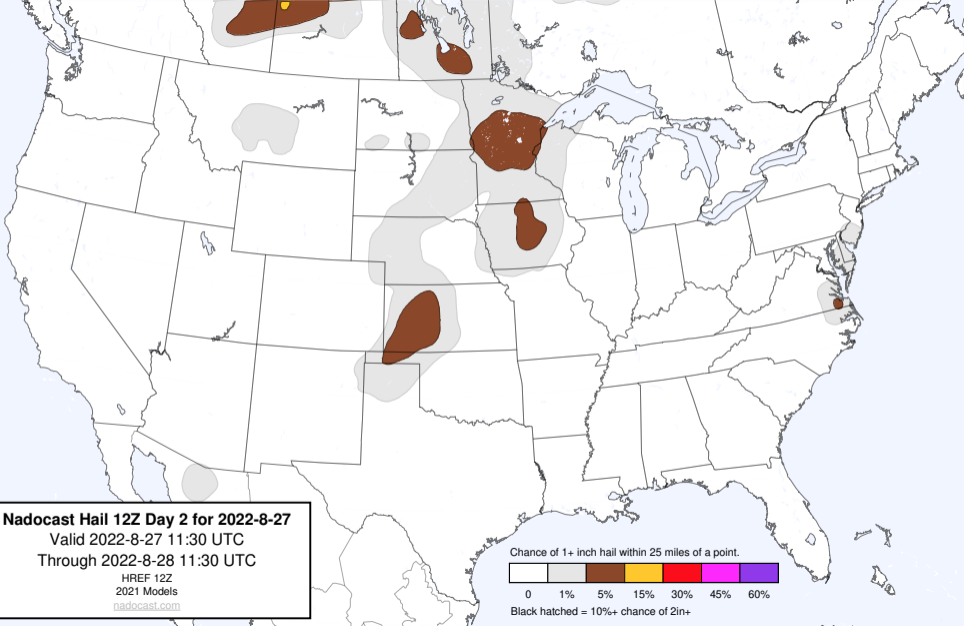 Nadocast Hail 12Z Day 2 for 2022-8-27
Valid 2022-8-27 11:30 UTC
Through 2022-8-28 11:30 UTC
HREF 12Z
2021 Models
nadocast.com
Chance of 1+ inch hail within 25 miles of a point.
0 1% 5% 15% 30% 45% 60%
Black hatched = 10%+ chance of 2in+